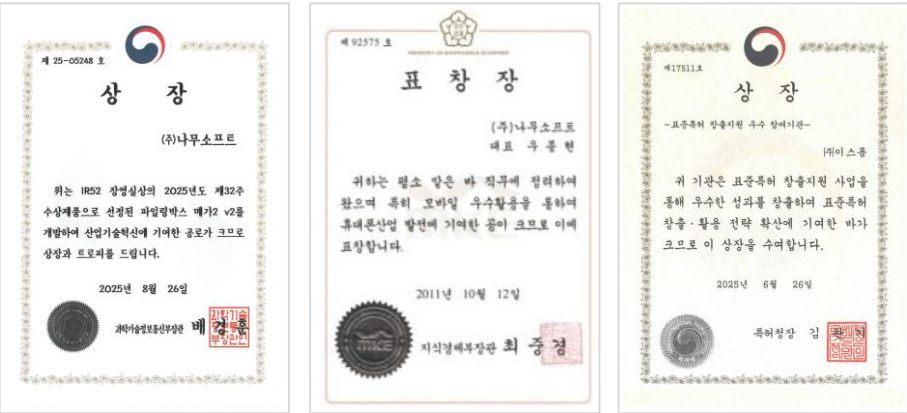 제 25-05248 호
상 장
(주)나무소프트
위는 IR52 장영실상의 2025년도 제32주
수상제품으로 선정된 파일링박스 메가2 v2를
개발하여 산업기술혁신에 기여한 공로가 크므로
상장과 트로피를 드립니다.
2025년 8월 26일
과학기술정보통신부장관 배 경 훈
제 92575 호
MINISTRY OF KNOWLEDGE ECONOMY
표 창 장
(주)나무소프트
대표 우 종 현
귀하는 평소 맡은 바 직무에 정려하여
왔으며 특히 모바일 우수활용을 통하여
휴대폰산업 발전에 기여한 공이 크므로 이에
표창합니다.
2011년 10월 12일
MKE
지식경제부장관 최 중 경
제17511호
상 장
-표준특허 창출지원 우수 참여기관-
㈜이스톰
귀 기관은 표준특허 창출지원 사업을
통해 우수한 성과를 창출하여 표준특허
창출·활용 전략 확산에 기여한 바가
크므로 이 상장을 수여합니다.
2025년 6월 26일
특허청장 김